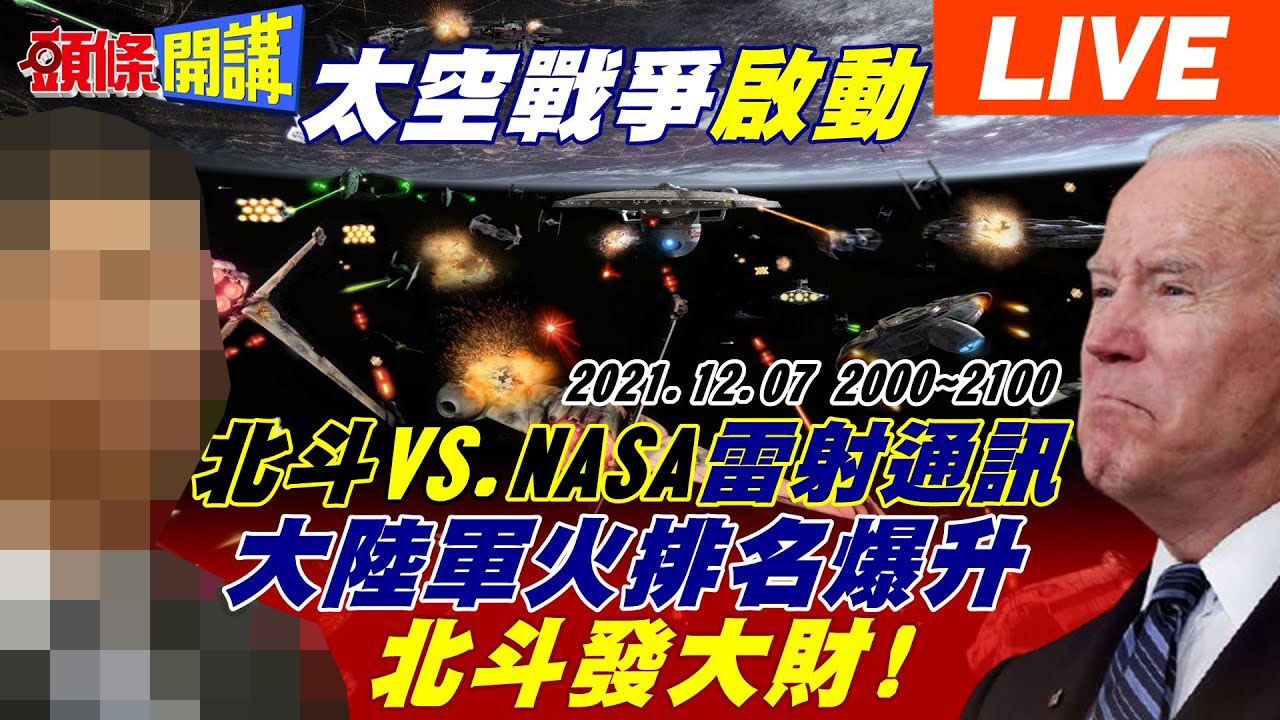 頭條開講
LIVE
太空戰爭啟動
2021.12.07 2000~2100
北斗VS.NASA雷射通訊
大陸軍火排名爆升
北斗發大財!